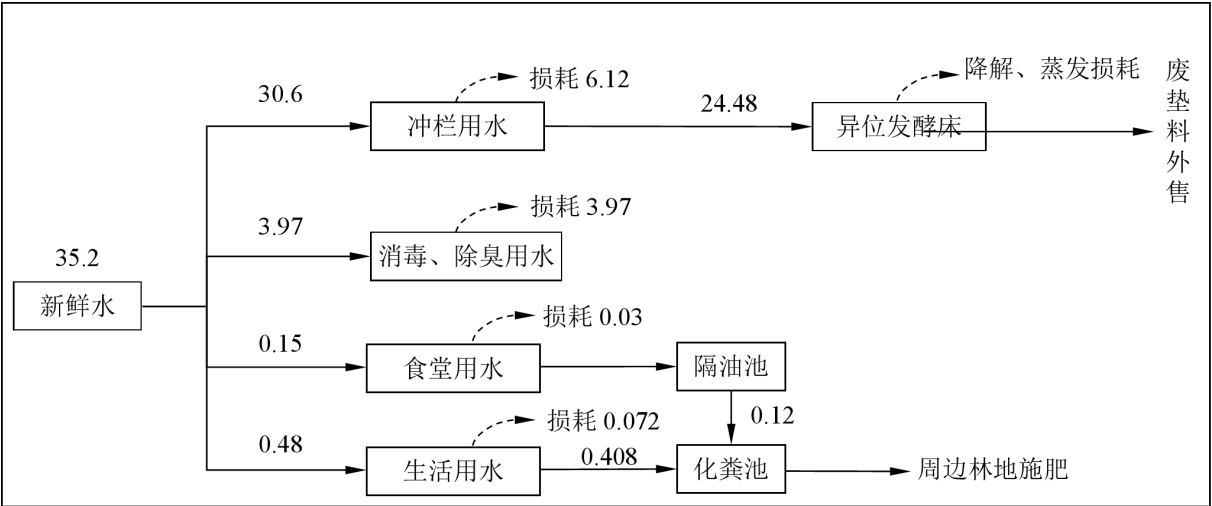 30.6
损耗 6.12
冲栏用水
24.48
降解、蒸发损耗
异位发酵床
废垫料外售
3.97
损耗 3.97
消毒、除臭用水
35.2
新鲜水
0.15
损耗 0.03
食堂用水
隔油池
0.12
0.48
损耗 0.072
生活用水
0.408
化粪池
周边林地施肥